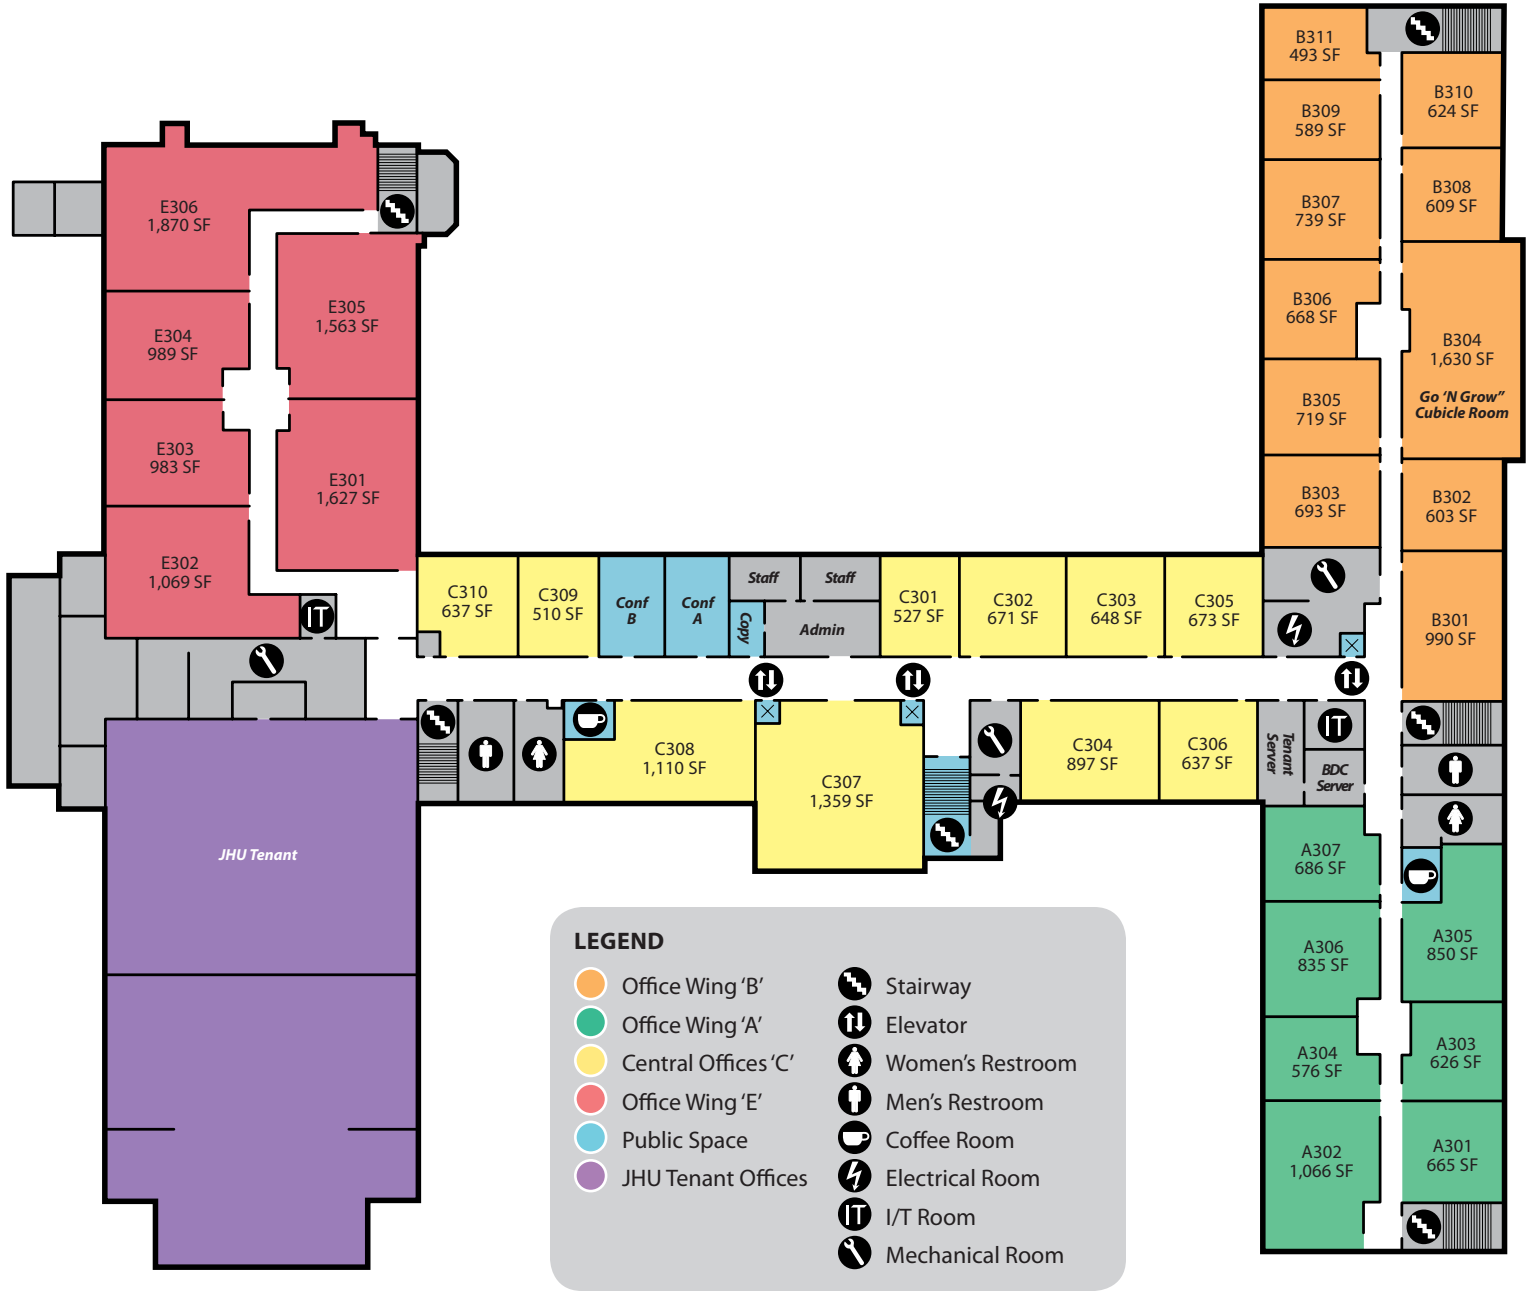 B311
493 SF
B310
624 SF
B309
589 SF
B308
609 SF
B307
739 SF
B306
668 SF
B304
1,630 SF
Go ‘N Grow”
Cubicle Room
B305
719 SF
B303
693 SF
B302
603 SF
B301
990 SF
E306
1,870 SF
E305
1,563 SF
E304
989 SF
E303
983 SF
E301
1,627 SF
E302
1,069 SF
IT
C310
637 SF
C309
510 SF
Conf
B
Conf
A
Staff
Staff
Copy
Admin
C301
527 SF
C302
671 SF
C303
648 SF
C305
673 SF
C308
1,110 SF
C307
1,359 SF
C304
897 SF
C306
637 SF
Tenant
Server
IT
BDC
Server
JHU Tenant
A307
686 SF
A306
835 SF
A305
850 SF
A304
576 SF
A303
626 SF
A302
1,066 SF
A301
665 SF
LEGEND
Office Wing ‘B’
Office Wing ‘A’
Central Offices ‘C’
Office Wing ‘E’
Public Space
JHU Tenant Offices
Stairway
Elevator
Women’s Restroom
Men’s Restroom
Coffee Room
Electrical Room
IT
I/T Room
Mechanical Room